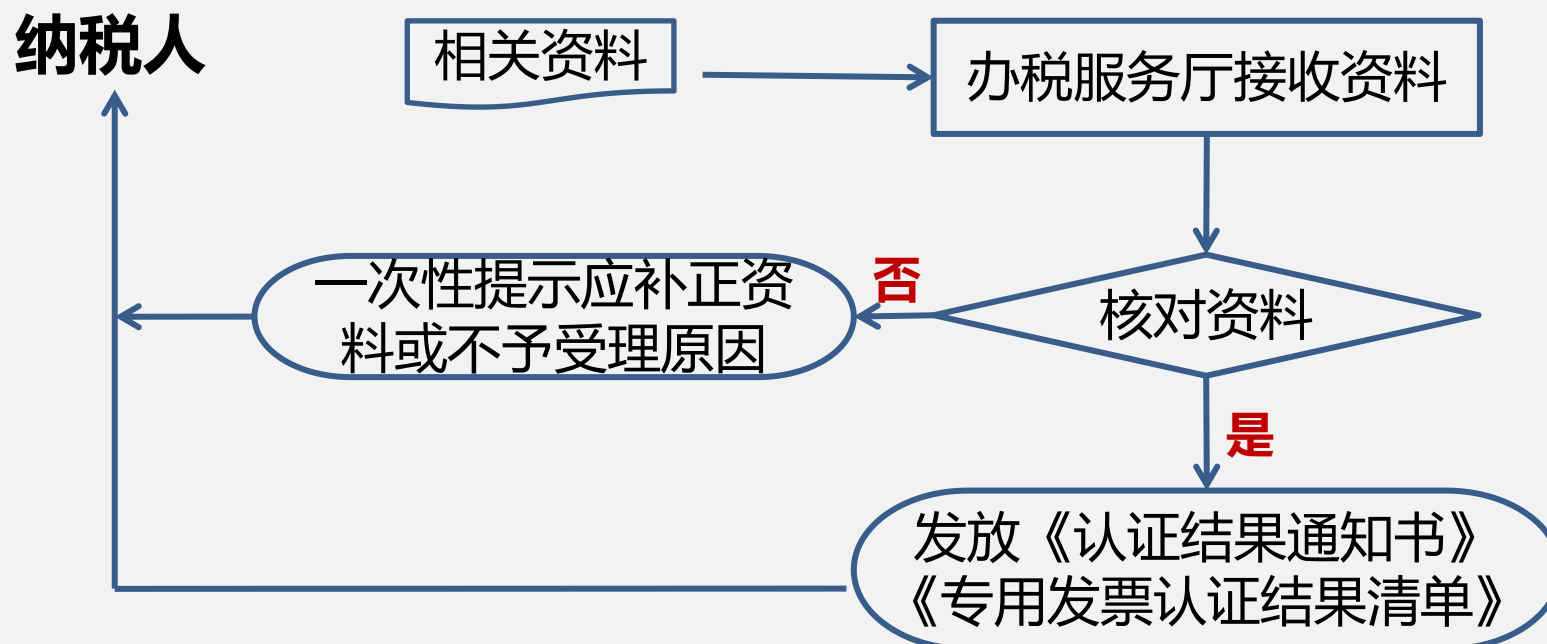 纳税人
相关资料
办税服务厅接收资料
一次性提示应补正资
料或不予受理原因
否
核对资料
是
发放《认证结果通知书》
《专用发票认证结果清单》